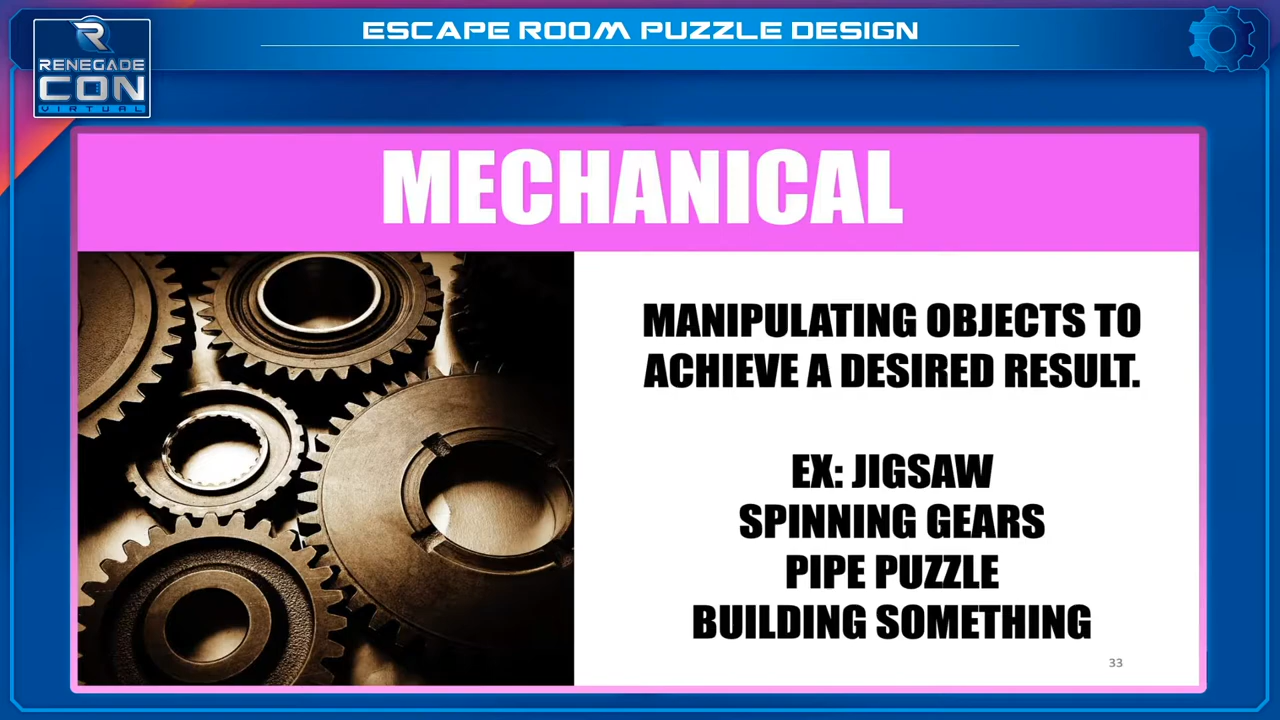 ESCAPE ROOM PUZZLE DESIGN
R
RENEGADE
CON
VIRTUAL
MECHANICAL
MANIPULATING OBJECTS TO
ACHIEVE A DESIRED RESULT.
EX: JIGSAW
SPINNING GEARS
PIPE PUZZLE
BUILDING SOMETHING
33